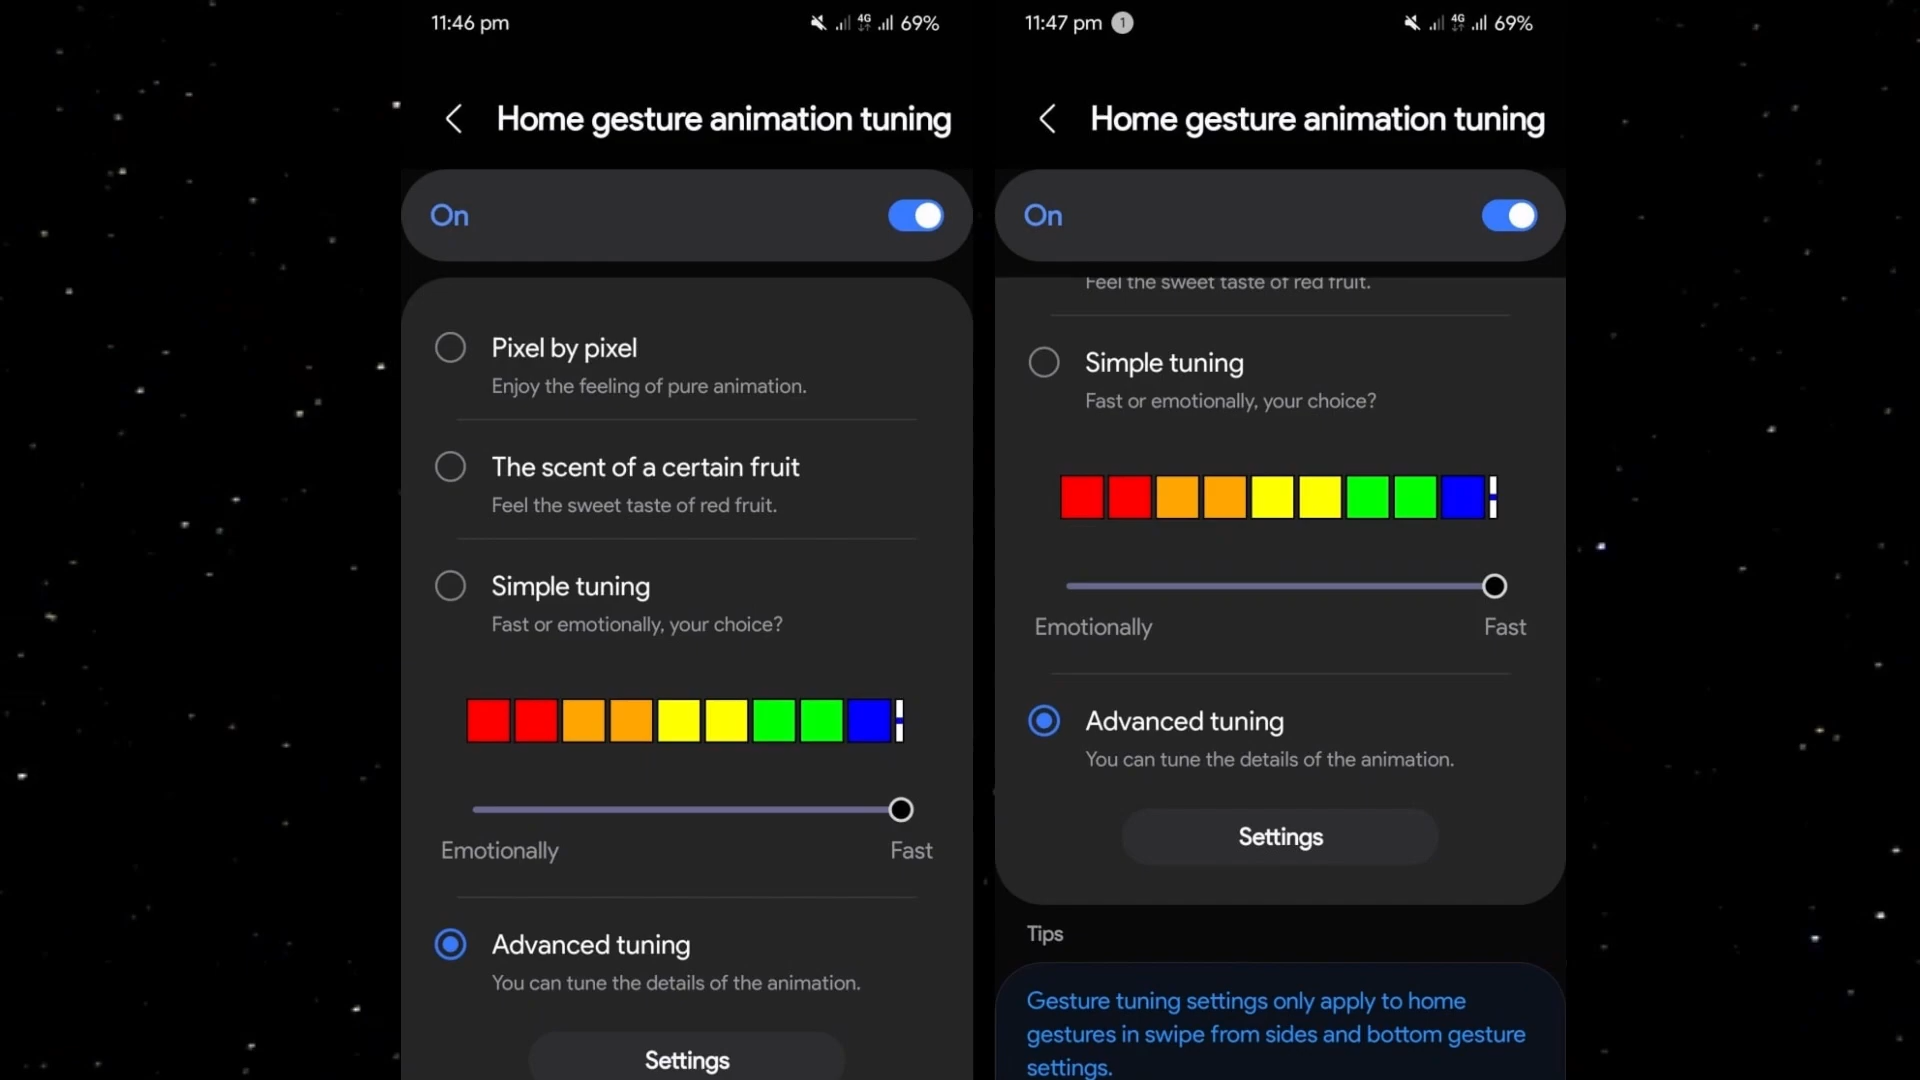 11:46 pm
4G
69%
Home gesture animation tuning
On
Pixel by pixel
Enjoy the feeling of pure animation.
The scent of a certain fruit
Feel the sweet taste of red fruit.
Simple tuning
Fast or emotionally, your choice?
Emotionally
Fast
Advanced tuning
You can tune the details of the animation.
Settings
11:47 pm
1
4G
69%
Home gesture animation tuning
On
Feel the sweet taste of red fruit.
Simple tuning
Fast or emotionally, your choice?
Emotionally
Fast
Advanced tuning
You can tune the details of the animation.
Settings
Tips
Gesture tuning settings only apply to home
gestures in swipe from sides and bottom gesture
settings.